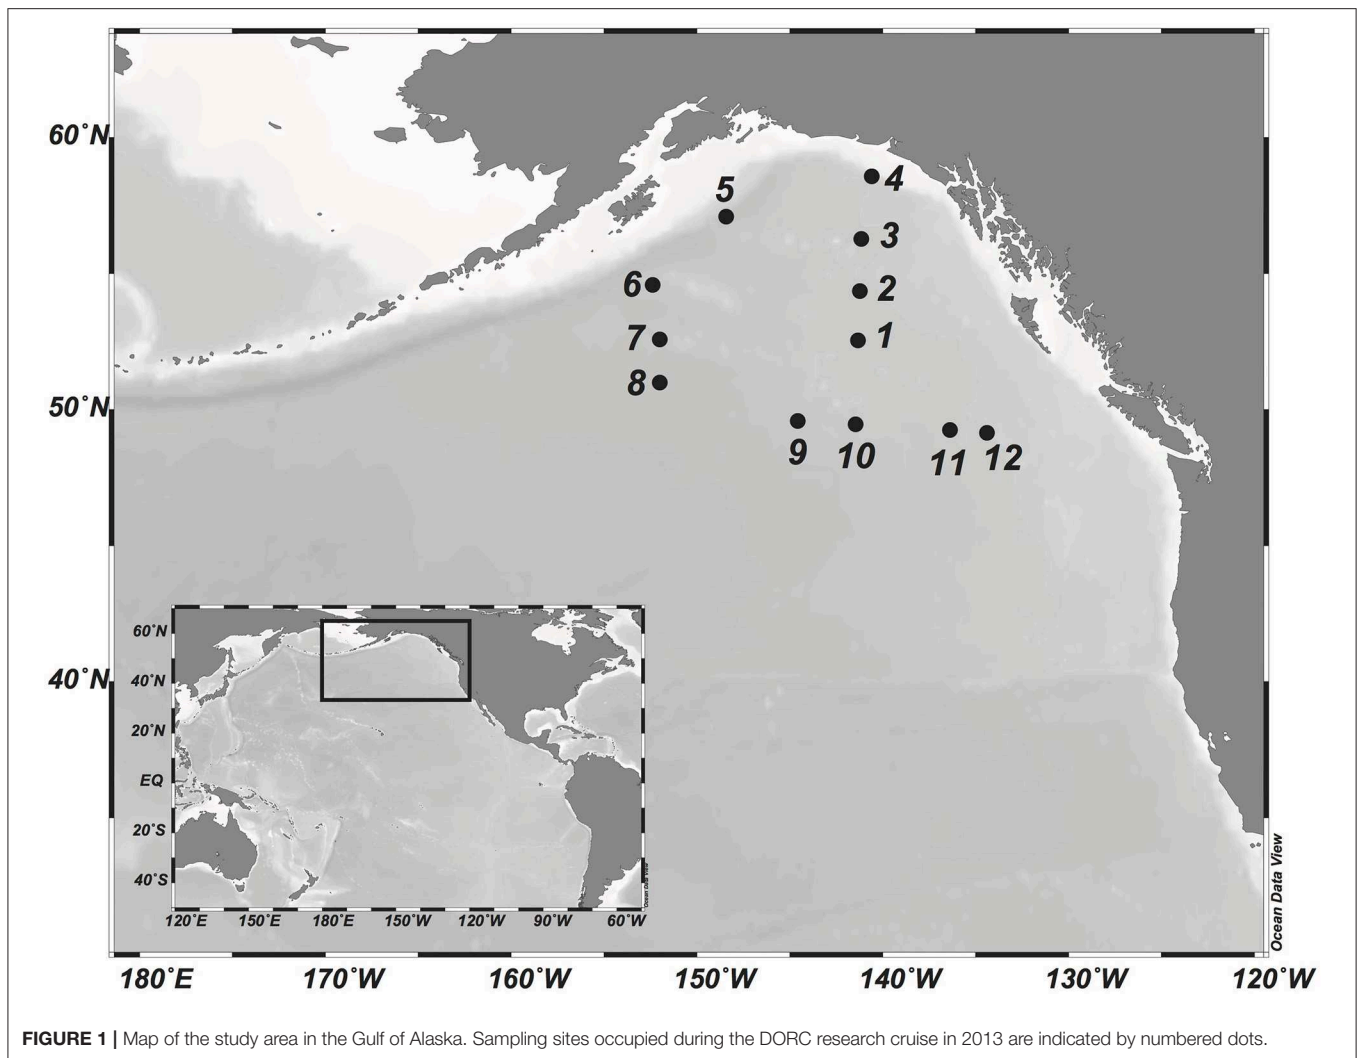 60°N
50°N
40°N
5
4
3
6
2
7
1
8
9
10
11
12
60°N
40°N
20°N
EQ
20°S
40°S
120°E 150°E 180°E 150°W 120°W 90°W 60°W
Ocean Data View
Ocean Data View
180°E 170°W 160°W 150°W 140°W 130°W 120°W
FIGURE 1 | Map of the study area in the Gulf of Alaska. Sampling sites occupied during the DORC research cruise in 2013 are indicated by numbered dots.